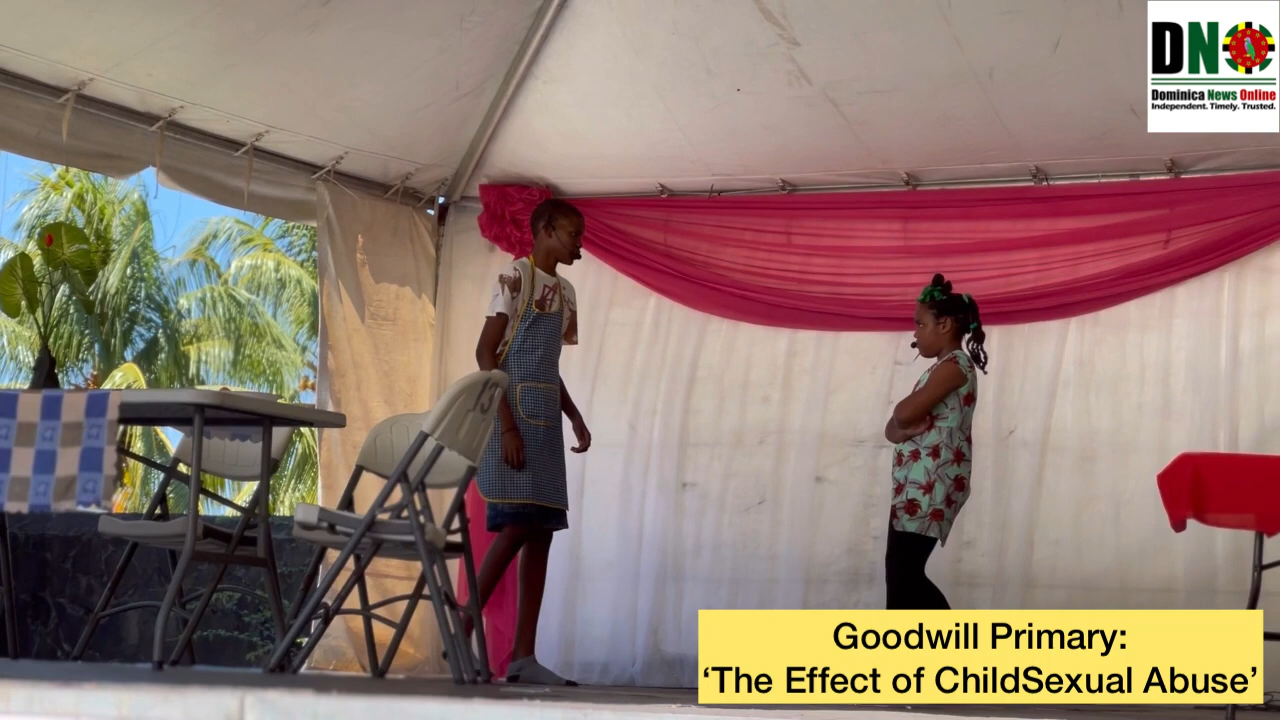 DN
Dominica News Online
Independent. Timely. Trusted.
Goodwill Primary:
‘The Effect of ChildSexual Abuse’